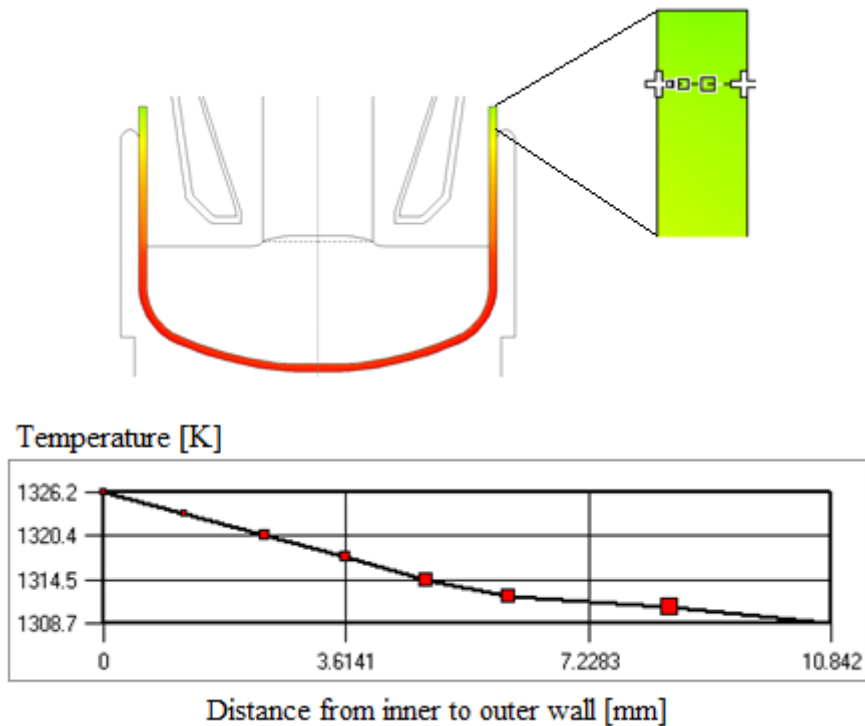 Temperature [K]
1326.2
1320.4
1314.5
1308.7
0 3.6141 7.2283 10.842
Distance from inner to outer wall [mm]